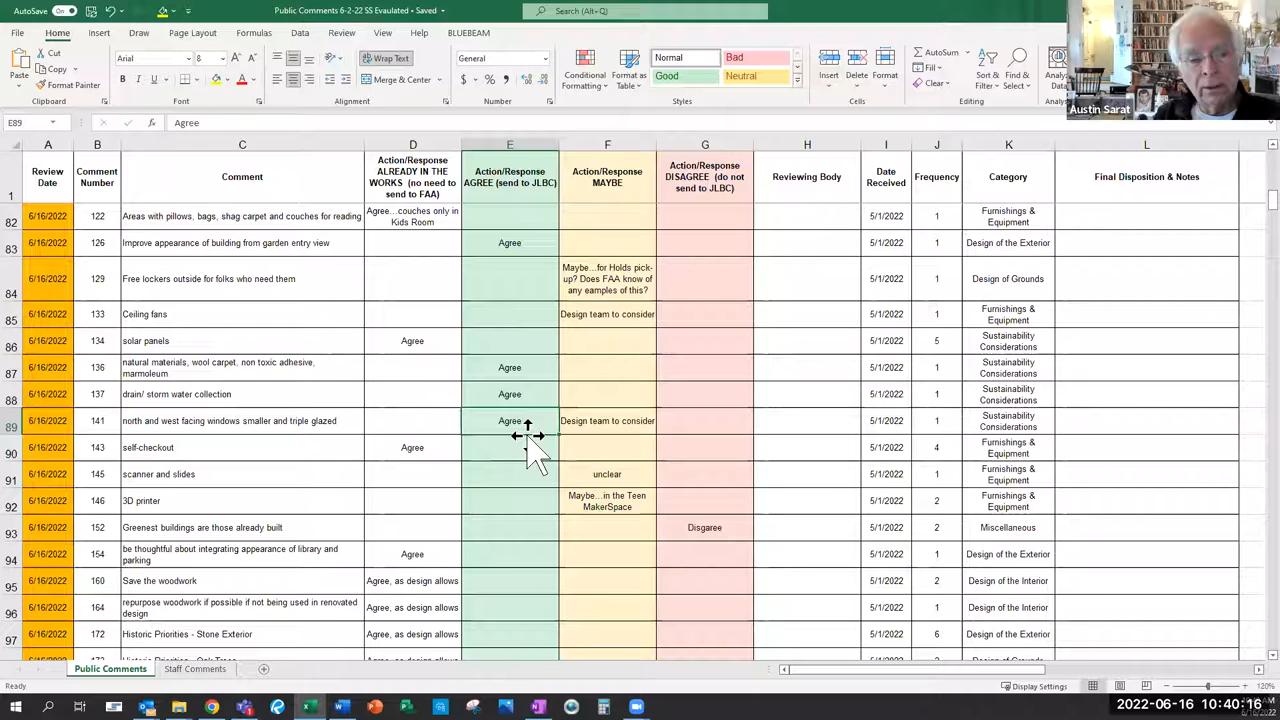 AutoSave On
Public Comments 6-2-22 SS Evaulated • Saved
Search (Alt+Q)
File Home Insert Draw Page Layout Formulas Data Review View Help BLUEBEAM
Paste
Cut
Copy
Format Painter
Clipboard
Arial 8
B I U
Font
Wrap Text
Merge & Center
Alignment
General
$ %
Number
Conditional Formatting
Format as Table
Normal Bad
Good Neutral
Styles
Insert Delete Format
Cells
AutoSum
Fill
Clear
Sort & Filter
Find & Select
Editing
Austin Sarat
E89
fx Agree
A B C D E F G H I J K L
1 Review Date
Comment Number
Comment
Action/Response ALREADY IN THE WORKS (no need to send to FAA)
Action/Response AGREE (send to JLBC)
Action/Response MAYBE
Action/Response DISAGREE (do not send to JLBC)
Reviewing Body
Date Received
Frequency
Category
Final Disposition & Notes
82 6/16/2022 122 Areas with pillows, bags, shag carpet and couches for reading Agree...couches only in Kids Room 5/1/2022 1 Furnishings & Equipment
83 6/16/2022 126 Improve appearance of building from garden entry view Agree 5/1/2022 1 Design of the Exterior
84 6/16/2022 129 Free lockers outside for folks who need them Maybe...for Holds pick-up? Does FAA know of any eamples of this? 5/1/2022 1 Design of Grounds
85 6/16/2022 133 Ceiling fans Design team to consider 5/1/2022 1 Furnishings & Equipment
86 6/16/2022 134 solar panels Agree 5/1/2022 5 Sustainability Considerations
87 6/16/2022 136 natural materials, wool carpet, non toxic adhesive, marmoleum Agree 5/1/2022 1 Sustainability Considerations
88 6/16/2022 137 drain/ storm water collection Agree 5/1/2022 1 Sustainability Considerations
89 6/16/2022 141 north and west facing windows smaller and triple glazed Agree Design team to consider 5/1/2022 1 Sustainability Considerations
90 6/16/2022 143 self-checkout Agree 5/1/2022 4 Furnishings & Equipment
91 6/16/2022 145 scanner and slides unclear 5/1/2022 1 Furnishings & Equipment
92 6/16/2022 146 3D printer Maybe...in the Teen MakerSpace 5/1/2022 2 Furnishings & Equipment
93 6/16/2022 152 Greenest buildings are those already built Disgaree 5/1/2022 2 Miscellaneous
94 6/16/2022 154 be thoughtful about integrating appearance of library and parking Agree 5/1/2022 1 Design of the Exterior
95 6/16/2022 160 Save the woodwork Agree, as design allows 5/1/2022 2 Design of the Interior
96 6/16/2022 164 repurpose woodwork if possible if not being used in renovated design Agree, as design allows 5/1/2022 1 Design of the Interior
97 6/16/2022 172 Historic Priorities - Stone Exterior Agree, as design allows 5/1/2022 6 Design of the Exterior
Public Comments Staff Comments
Ready
Display Settings
120%
2022-06-16 10:40:16